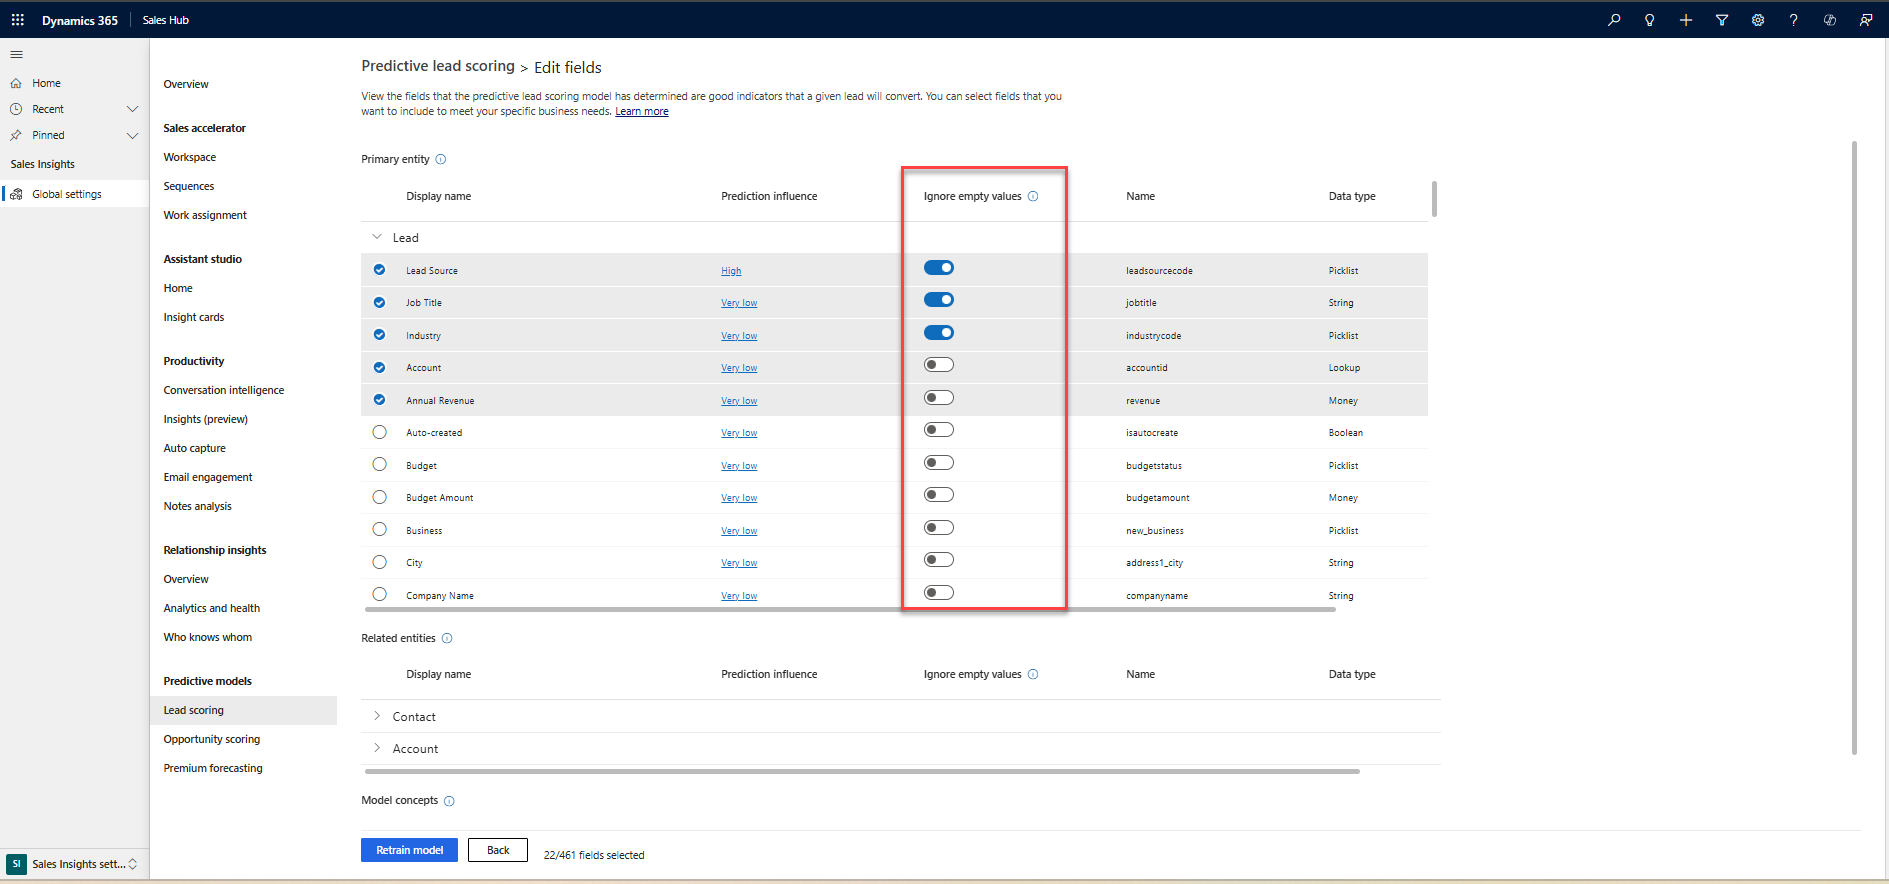 Dynamics 365 Sales Hub
Home
Recent
Pinned
Sales Insights
Global settings
SI Sales Insights sett...
Overview
Sales accelerator
Workspace
Sequences
Work assignment
Assistant studio
Home
Insight cards
Productivity
Conversation intelligence
Insights (preview)
Auto capture
Email engagement
Notes analysis
Relationship insights
Overview
Analytics and health
Who knows whom
Predictive models
Lead scoring
Opportunity scoring
Premium forecasting
Predictive lead scoring > Edit fields
View the fields that the predictive lead scoring model has determined are good indicators that a given lead will convert. You can select fields that you
want to include to meet your specific business needs. Learn more
Primary entity
Display name Prediction influence Ignore empty values Name Data type
Lead
Lead Source High leadsourcecode Picklist
Job Title Very low jobtitle String
Industry Very low industrycode Picklist
Account Very low accountid Lookup
Annual Revenue Very low revenue Money
Auto-created Very low isautocreate Boolean
Budget Very low budgetstatus Picklist
Budget Amount Very low budgetamount Money
Business Very low new_business Picklist
City Very low address1_city String
Company Name Very low companyname String
Related entities
Display name Prediction influence Ignore empty values Name Data type
Contact
Account
Model concepts
Retrain model Back 22/461 fields selected